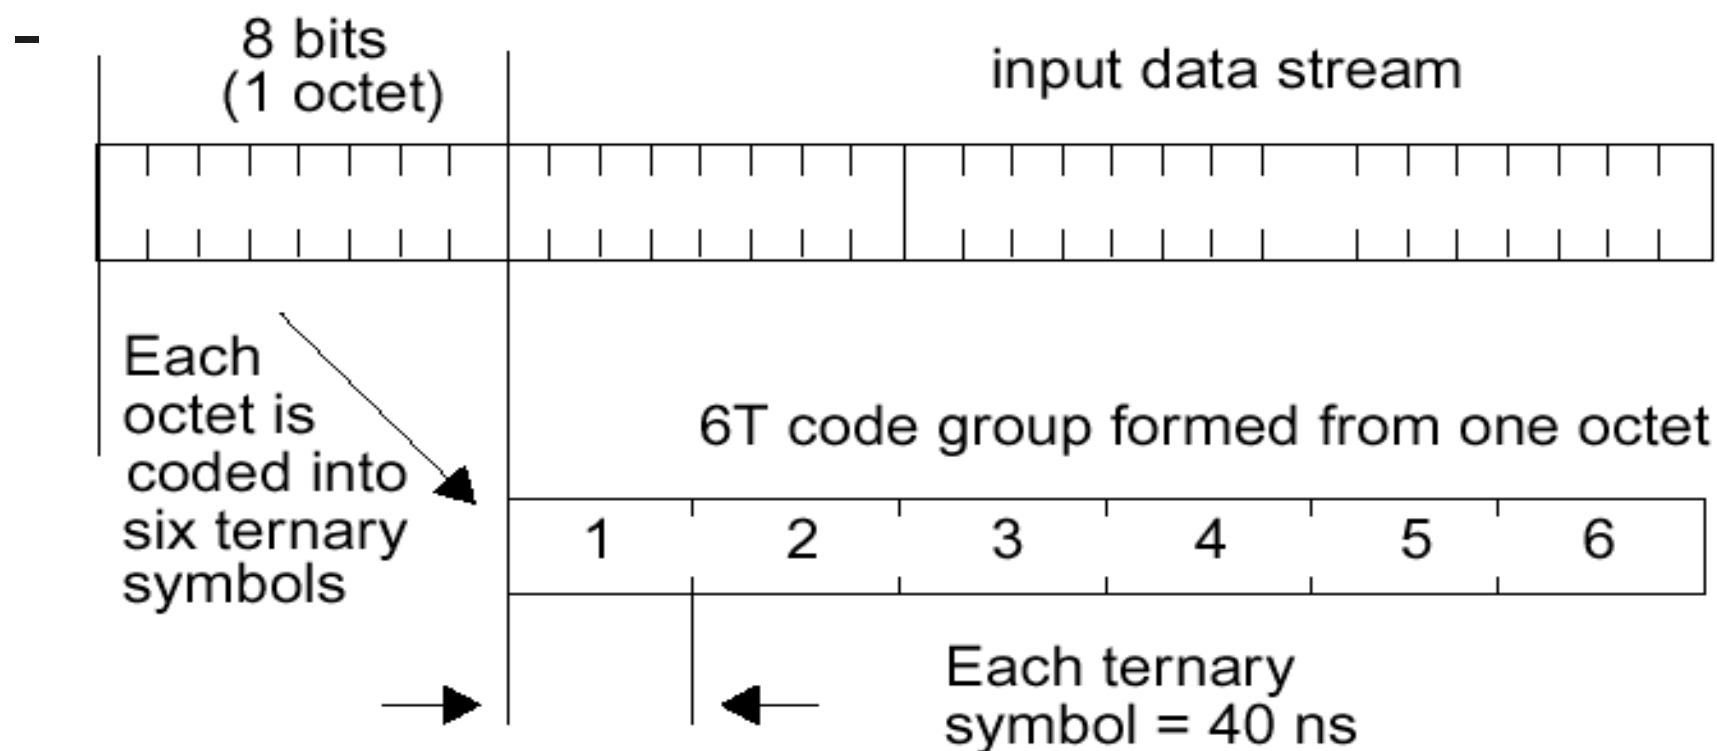 -
8 bits
(1 octet)
input data stream
Each
octet is
coded into
six ternary
symbols
6T code group formed from one octet
1 2 3 4 5 6
Each ternary
symbol = 40 ns